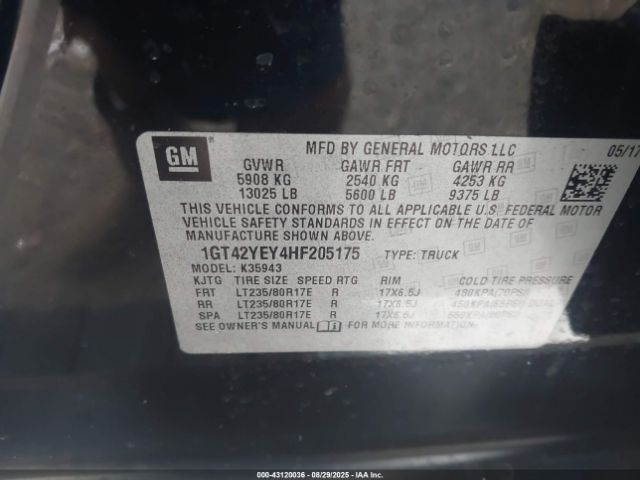 GM
MFD BY GENERAL MOTORS LLC 05/17
GVWR GAWR FRT GAWR RR
5908 KG 2540 KG 4253 KG
13025 LB 5600 LB 9375 LB
THIS VEHICLE CONFORMS TO ALL APPLICABLE U.S. FEDERAL MOTOR
VEHICLE SAFETY STANDARDS IN EFFECT ON THE DATE OF
MANUFACTURE SHOWN ABOVE.
1GT42YEY4HF205175 TYPE: TRUCK
MODEL: K35943
KJTG TIRE SIZE SPEED RTG RIM COLD TIRE PRESSURE
FRT LT235/80R17E R 17X6.5J
RR LT235/80R17E R 17X6.5J DUAL
SPA LT235/80R17E R 17X6.5J
SEE OWNER'S MANUAL FOR MORE INFORMATION.
000-43120036 - 08/29/2025 - IAAI.COM